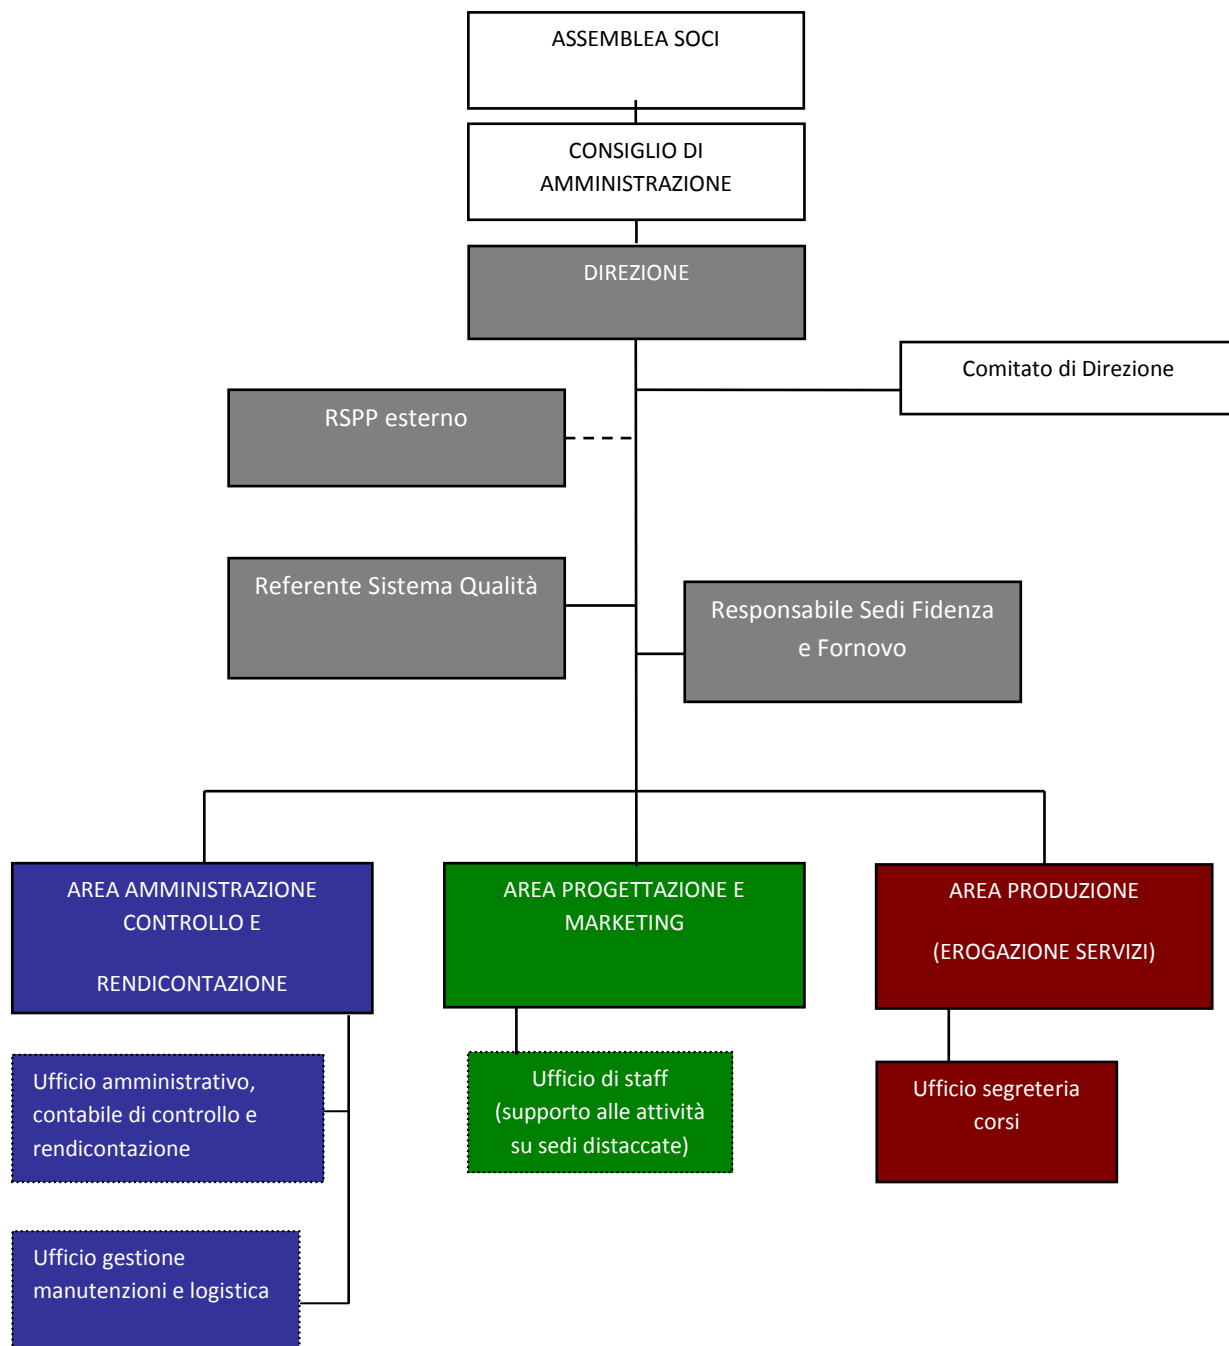 ASSEMBLEA SOCI
CONSIGLIO DI
AMMINISTRAZIONE
DIREZIONE
Comitato di Direzione
RSPP esterno
Referente Sistema Qualità
Responsabile Sedi Fidenza
e Fornovo
AREA AMMINISTRAZIONE
CONTROLLO E
RENDICONTAZIONE
AREA PROGETTAZIONE E
MARKETING
AREA PRODUZIONE
(EROGAZIONE SERVIZI)
Ufficio amministrativo,
contabile di controllo e
rendicontazione
Ufficio di staff
(supporto alle attività
su sedi distaccate)
Ufficio segreteria
corsi
Ufficio gestione
manutenzioni e logistica